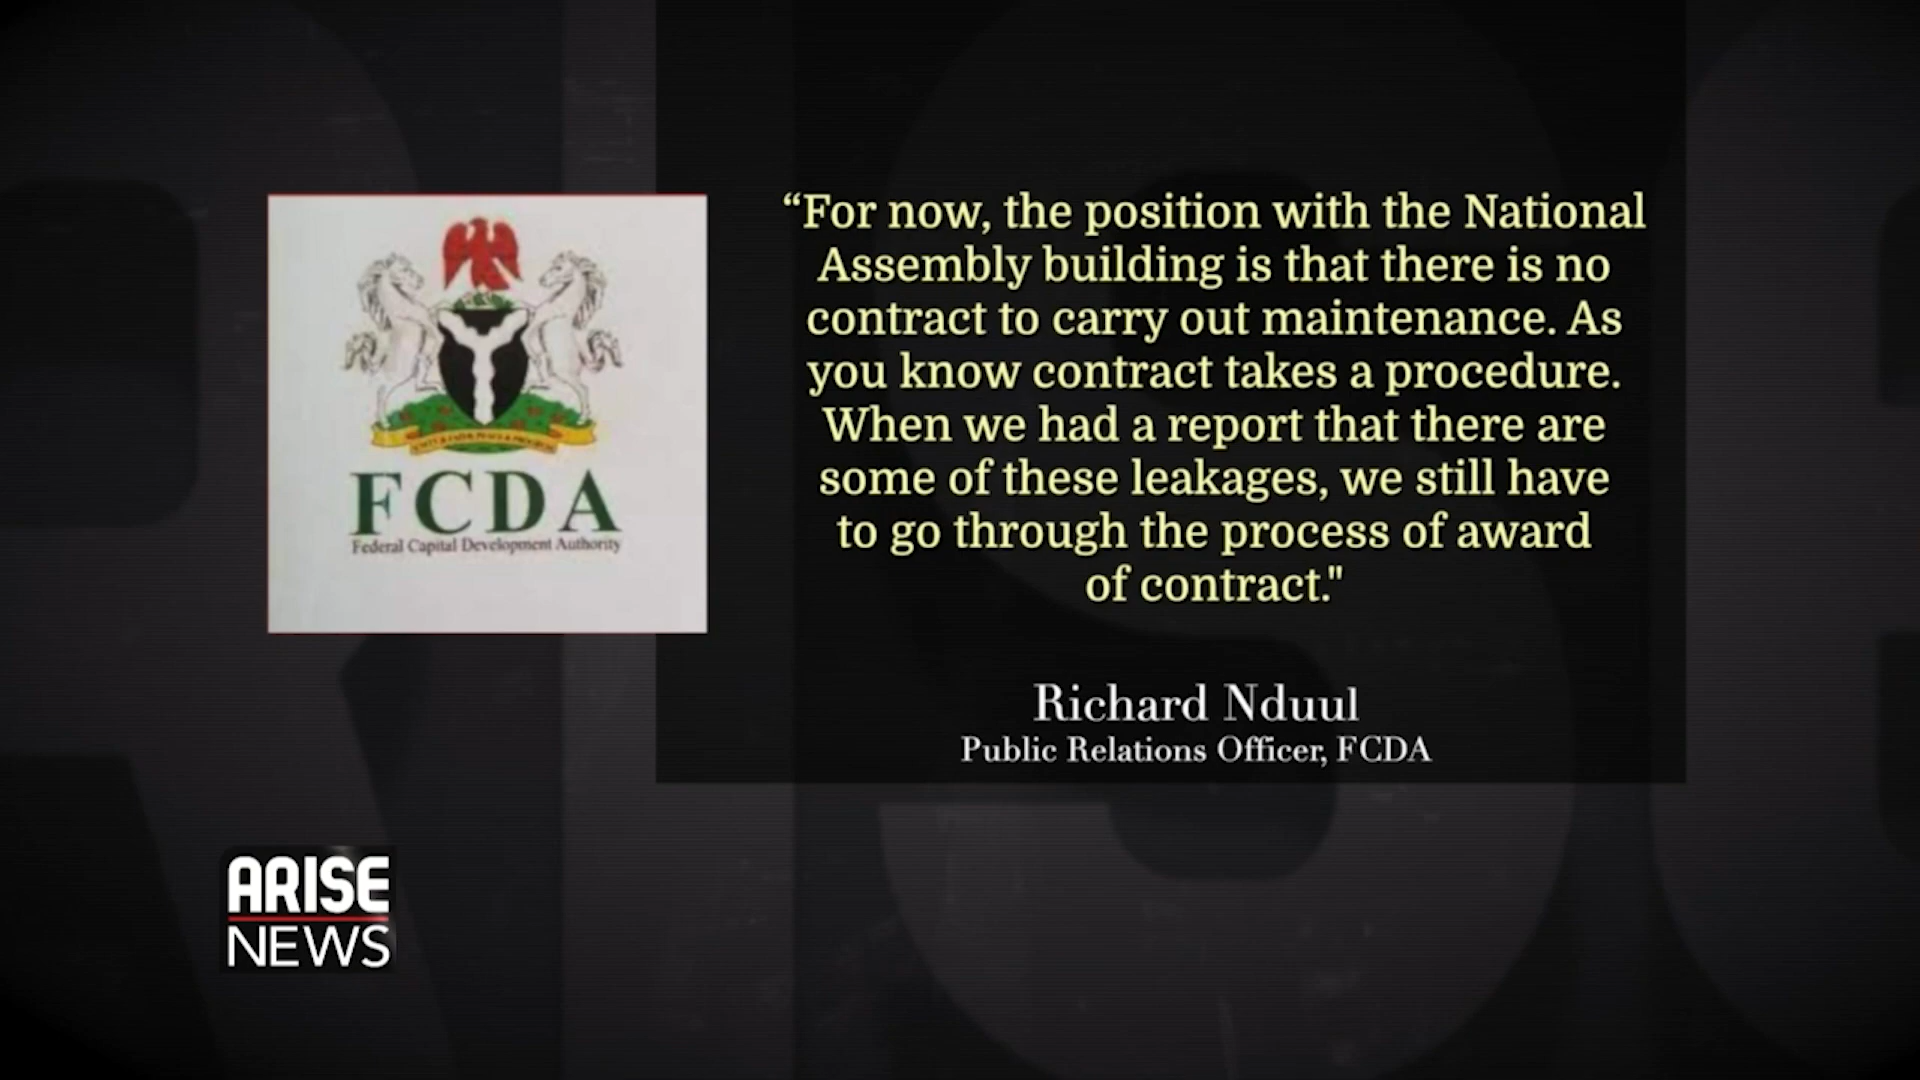 “For now, the position with the National
Assembly building is that there is no
contract to carry out maintenance. As
you know contract takes a procedure.
When we had a report that there are
some of these leakages, we still have
to go through the process of award
of contract."
Richard Nduul
Public Relations Officer, FCDA
FCDA
Federal Capital Development Authority
ARISE
NEWS